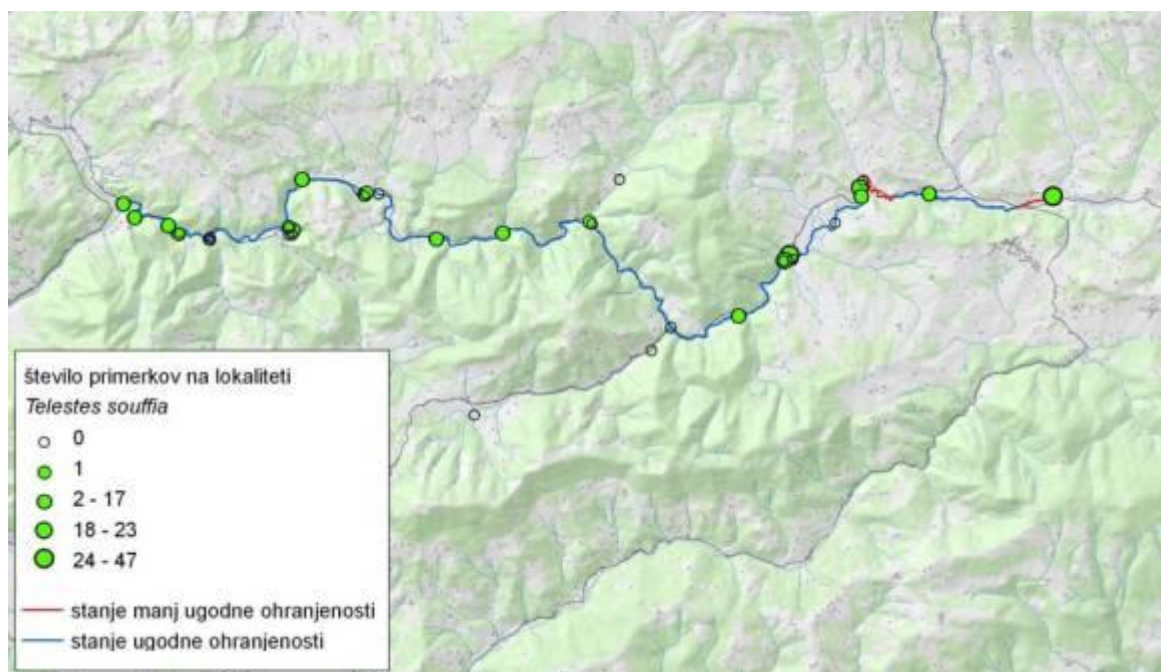 število primerkov na lokaliteti
Telestes souffia
0
1
2 - 17
18 - 23
24 - 47
stanje manj ugodne ohranjenosti
stanje ugodne ohranjenosti